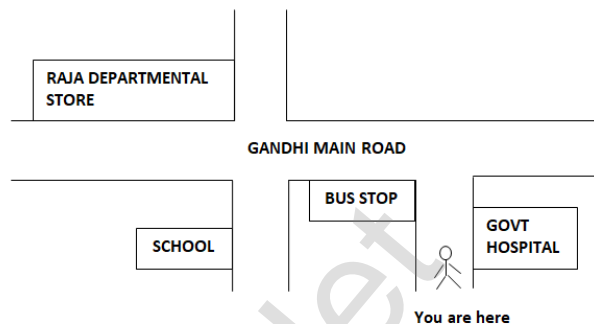 RAJA DEPARTMENTAL
STORE
GANDHI MAIN ROAD
BUS STOP
SCHOOL
GOVT
HOSPITAL
You are here